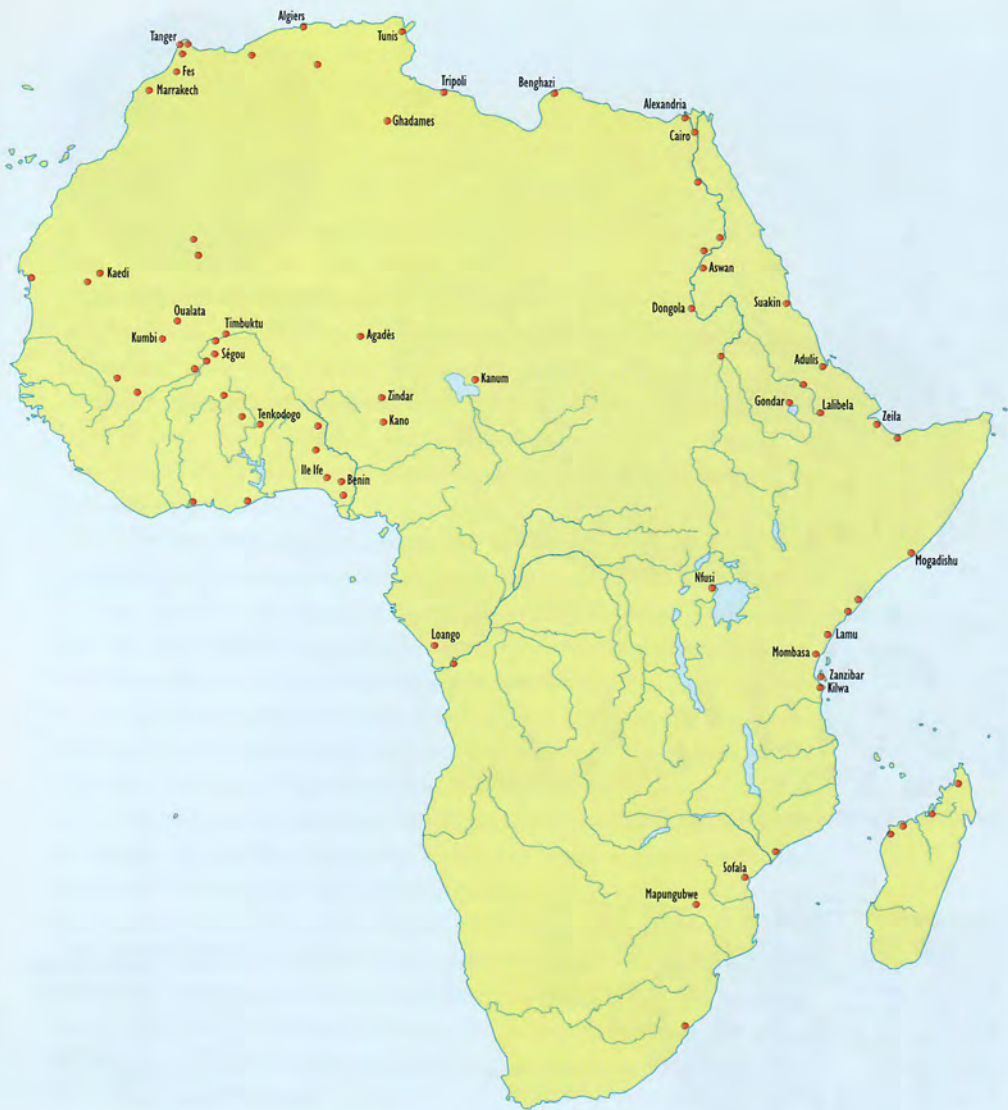 Algiers
Tanger
Tunis
Fes
Tripoli
Benghazi
Marrakech
Alexandria
Ghadames
Cairo
Kaedi
Aswan
Oualata
Suakin
Dongola
Timbuktu
Kumbi
Agadès
Ségou
Adulis
Kanum
Zindar
Gondar
Lalibela
Tenkodogo
Kano
Zeila
Ile Ife
Benin
Mogadishu
Nfusi
Loango
Lamu
Mombasa
Zanzibar
Kilwa
Sofala
Mapungubwe